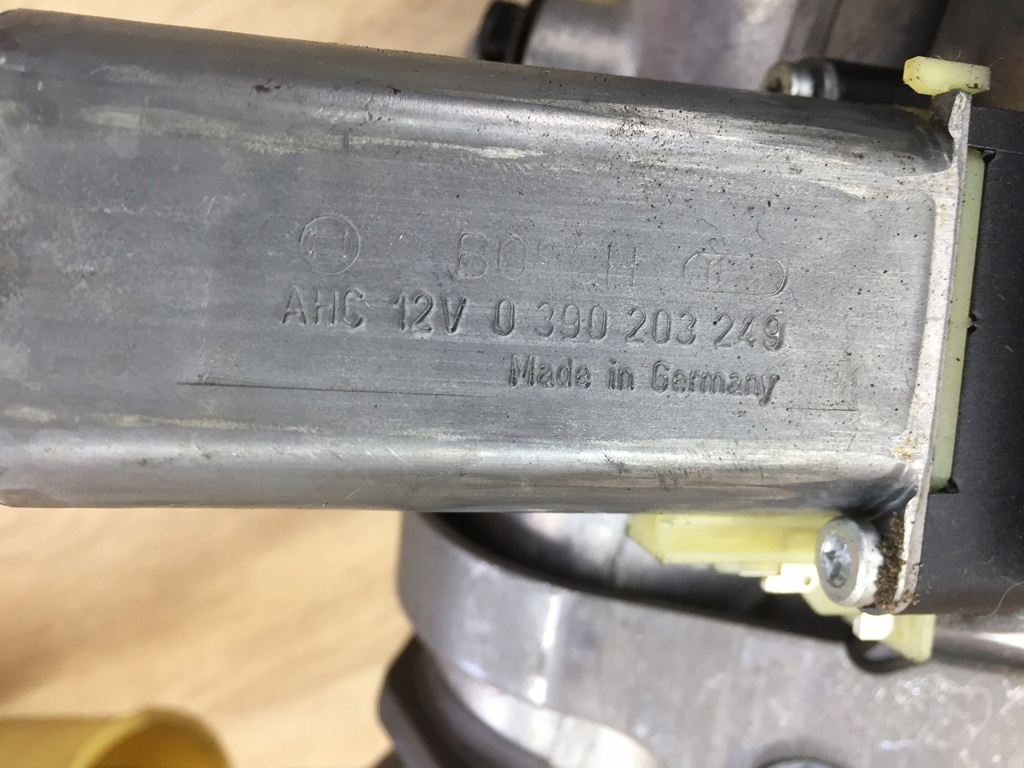 BOSCH
AHC 12V 0 390 203 249
Made in Germany